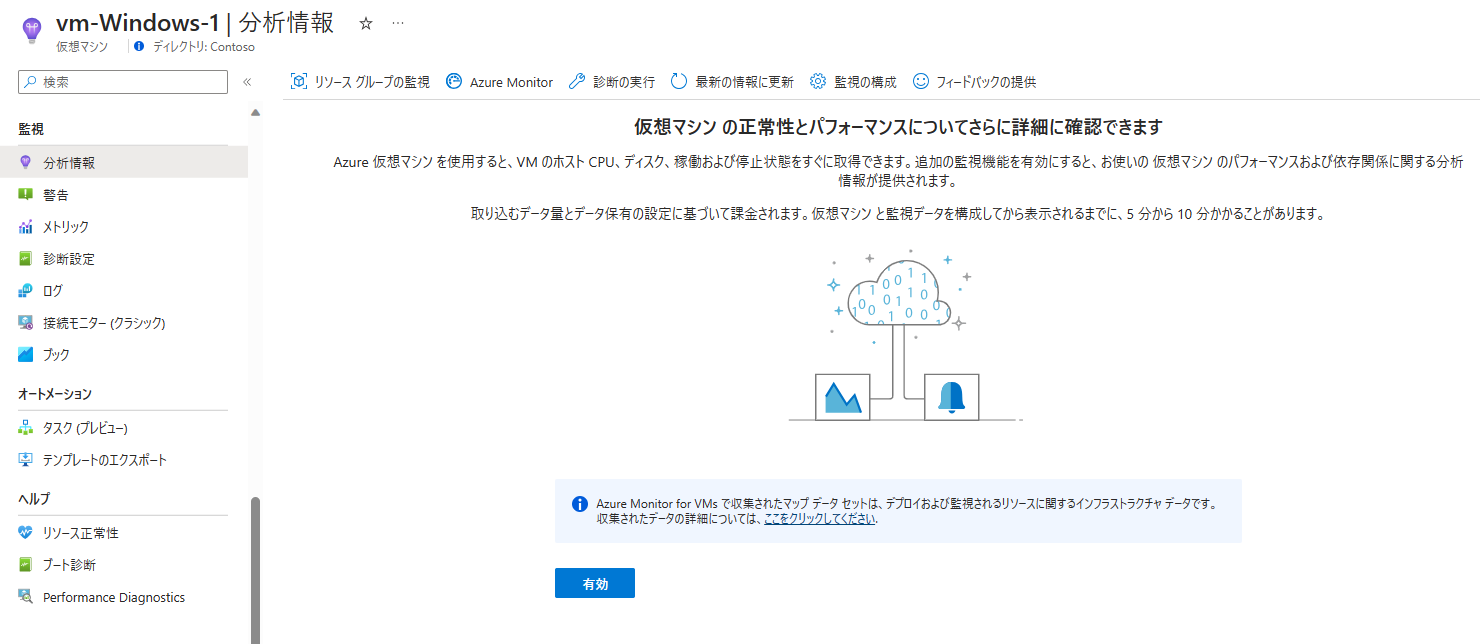 vm-Windows-1 | 分析情報
仮想マシン
ディレクトリ: Contoso
検索
監視
分析情報
警告
メトリック
診断設定
ログ
接続モニター (クラシック)
ブック
オートメーション
タスク (プレビュー)
テンプレートのエクスポート
ヘルプ
リソース正常性
ブート診断
Performance Diagnostics
リソース グループの監視
Azure Monitor
診断の実行
最新の情報に更新
監視の構成
フィードバックの提供
仮想マシン の正常性とパフォーマンスについてさらに詳細に確認できます
Azure 仮想マシン を使用すると、VM のホスト CPU、ディスク、稼働および停止状態をすぐに取得できます。追加の監視機能を有効にすると、お使いの 仮想マシン のパフォーマンスおよび依存関係に関する分析
情報が提供されます。
取り込むデータ量とデータ保有の設定に基づいて課金されます。仮想マシン と監視データを構成してから表示されるまでに、5 分から 10 分かかることがあります。
Azure Monitor for VMs で収集されたマップ データ セットは、デプロイおよび監視されるリソースに関するインフラストラクチャ データです。
収集されたデータの詳細については、ここをクリックしてください.
有効